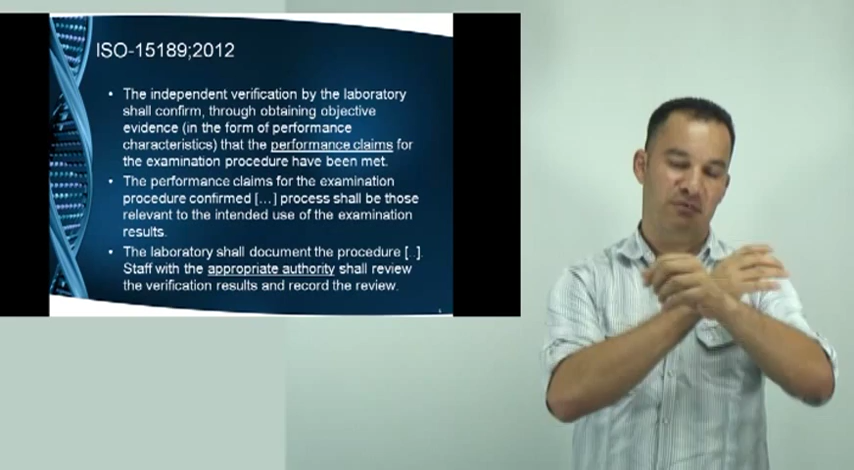 ISO-15189;2012
• The independent verification by the laboratory
shall confirm, through obtaining objective
evidence (in the form of performance
characteristics) that the performance claims for
the examination procedure have been met.
• The performance claims for the examination
procedure confirmed […] process shall be those
relevant to the intended use of the examination
results.
• The laboratory shall document the procedure [..].
Staff with the appropriate authority shall review
the verification results and record the review.